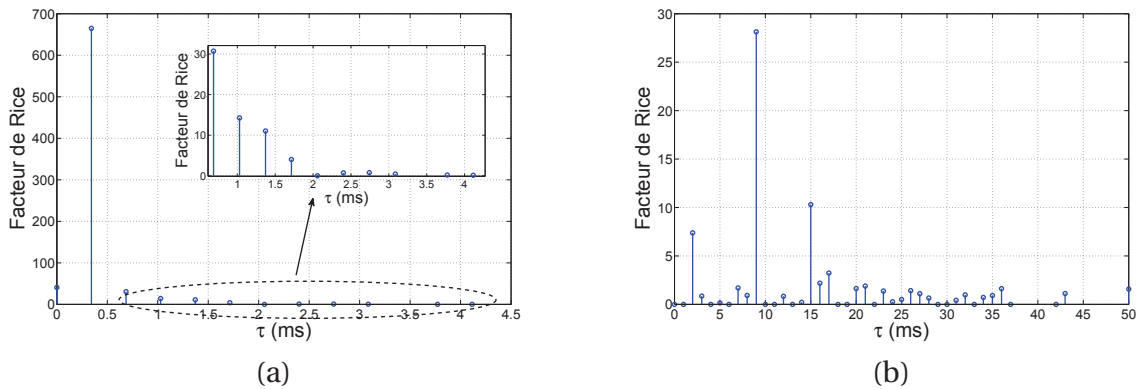 700
600
500
400
300
200
100
0
Facteur de Rice
0 0.5 1 1.5 2 2.5 3 3.5 4 4.5
τ (ms)
30
20
10
0
Facteur de Rice
1 1.5 2 2.5 3 3.5 4
τ (ms)
(a)
30
25
20
15
10
5
0
Facteur de Rice
0 5 10 15 20 25 30 35 40 45 50
τ (ms)
(b)